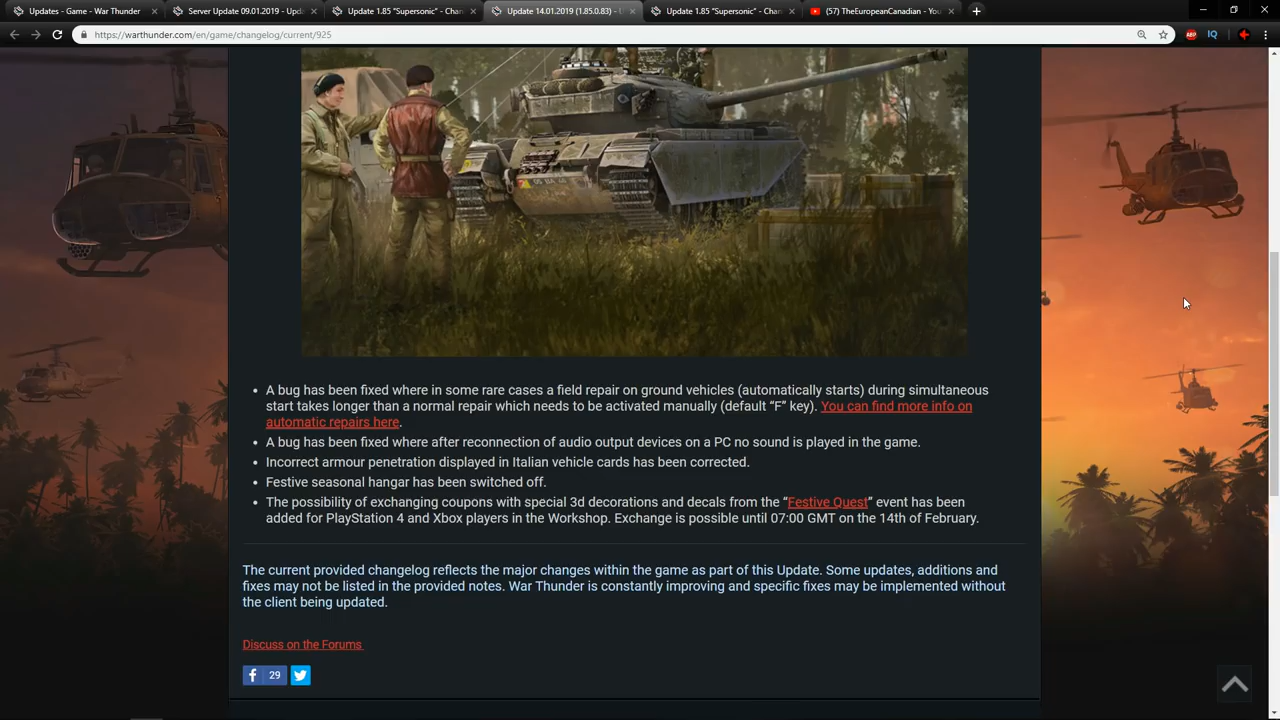 Updates - Game - War Thunder
Server Update 09.01.2019 - Upda
Update 1.85 "Supersonic" - Chan
Update 14.01.2019 (1.85.0.83) - U
Update 1.85 "Supersonic" - Chan
(57) TheEuropeanCanadian - You
https://warthunder.com/en/game/changelog/current/925
ABP
IQ
• A bug has been fixed where in some rare cases a field repair on ground vehicles (automatically starts) during simultaneous
start takes longer than a normal repair which needs to be activated manually (default “F” key). You can find more info on
automatic repairs here.
• A bug has been fixed where after reconnection of audio output devices on a PC no sound is played in the game.
• Incorrect armour penetration displayed in Italian vehicle cards has been corrected.
• Festive seasonal hangar has been switched off.
• The possibility of exchanging coupons with special 3d decorations and decals from the “Festive Quest” event has been
added for PlayStation 4 and Xbox players in the Workshop. Exchange is possible until 07:00 GMT on the 14th of February.
The current provided changelog reflects the major changes within the game as part of this Update. Some updates, additions and
fixes may not be listed in the provided notes. War Thunder is constantly improving and specific fixes may be implemented without
the client being updated.
Discuss on the Forums
29